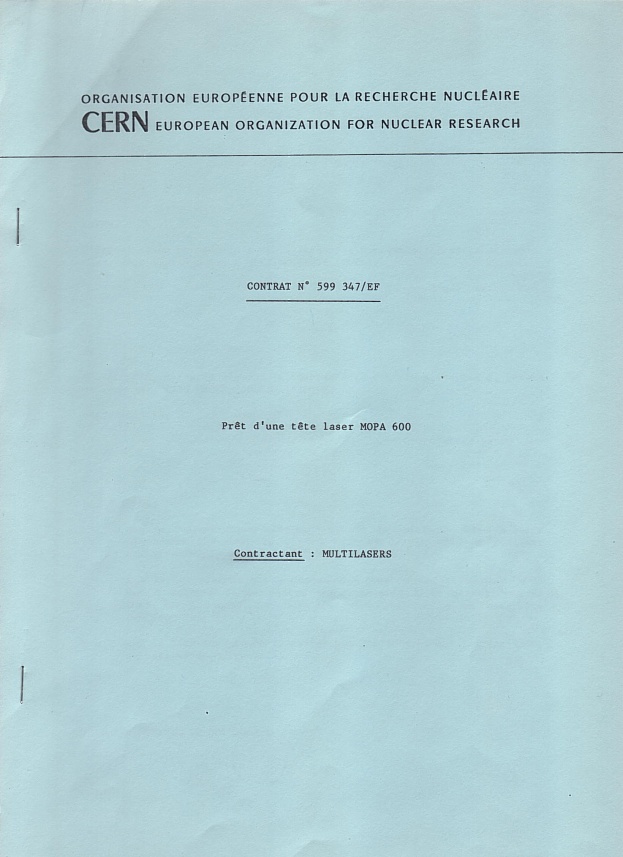 ORGANISATION EUROPÉENNE POUR LA RECHERCHE NUCLÉAIRE
CERN EUROPEAN ORGANIZATION FOR NUCLEAR RESEARCH
CONTRAT N° 599 347/EF
Prêt d'une tête laser MOPA 600
Contractant : MULTILASERS